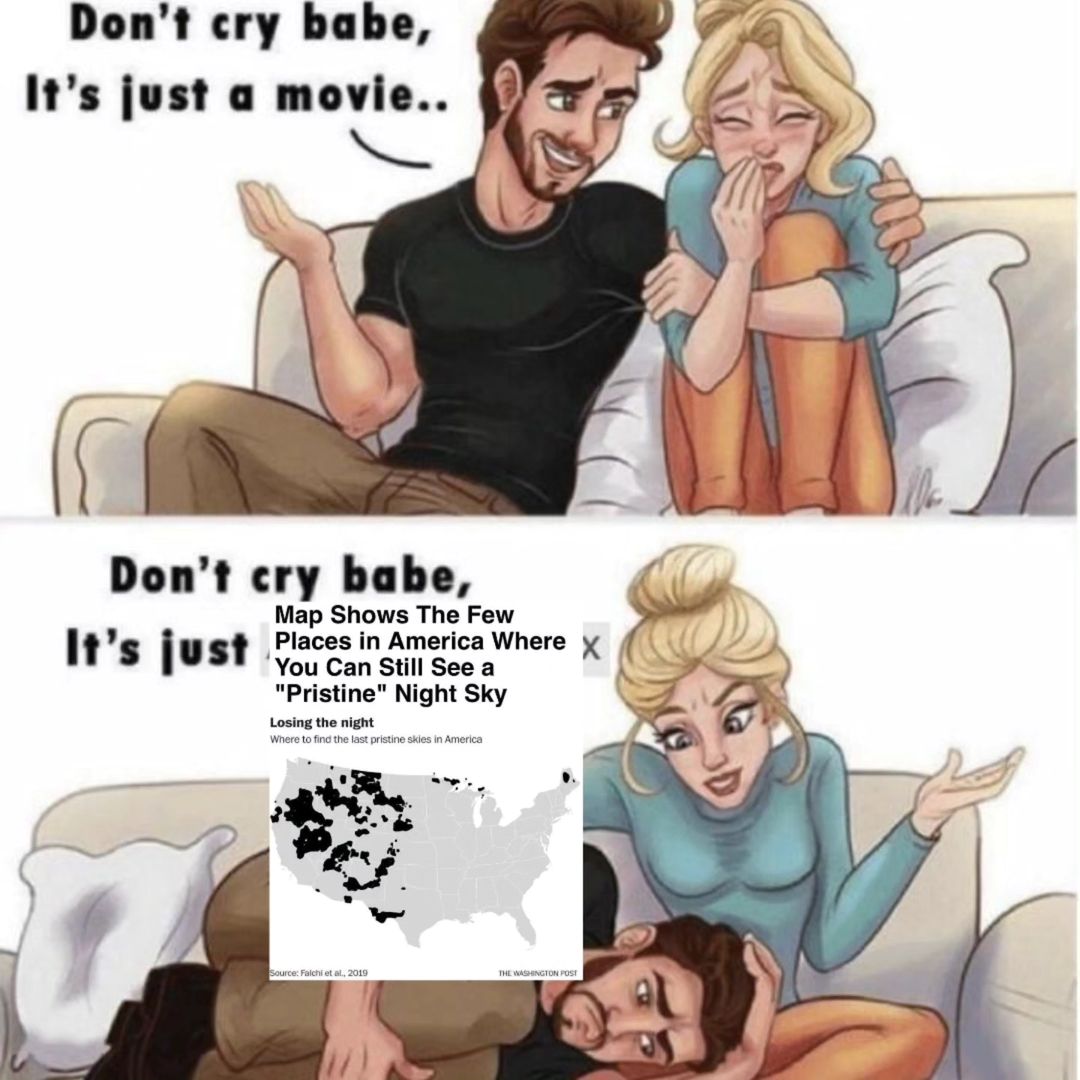 Don't cry babe,
It's just a movie..
Don't cry babe,
It's just
Map Shows The Few
Places in America Where
You Can Still See a
"Pristine" Night Sky
X
Losing the night
Where to find the last pristine skies in America
Source: Falchi et al., 2019
THE WASHINGTON POST